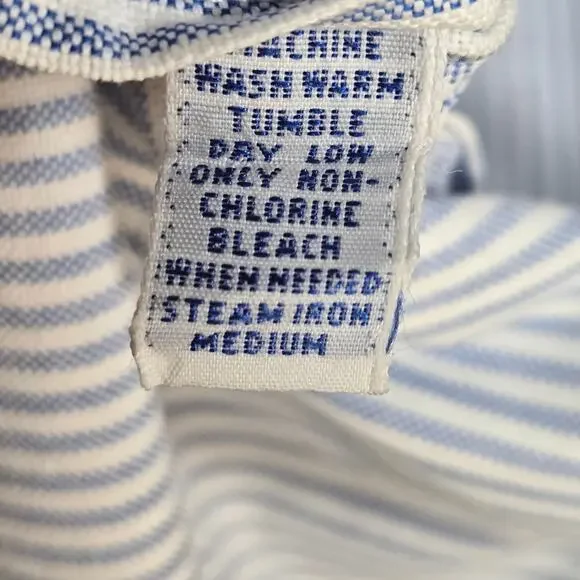 MACHINE
WASH WARM
TUMBLE
DRY LOW
ONLY NON-
CHLORINE
BLEACH
WHEN NEEDED
STEAM IRON
MEDIUM